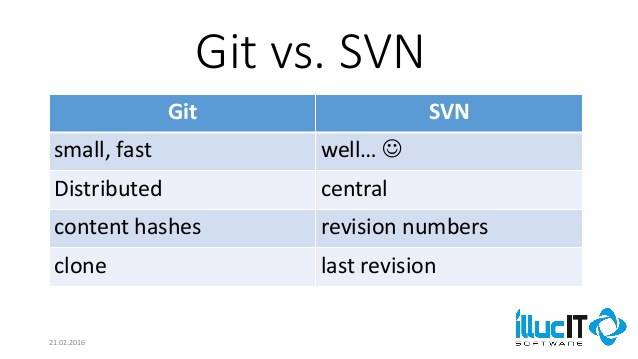 Git vs. SVN
Git SVN
small, fast well... ☺
Distributed central
content hashes revision numbers
clone last revision
21.02.2016
illucIT
SOFTWARE